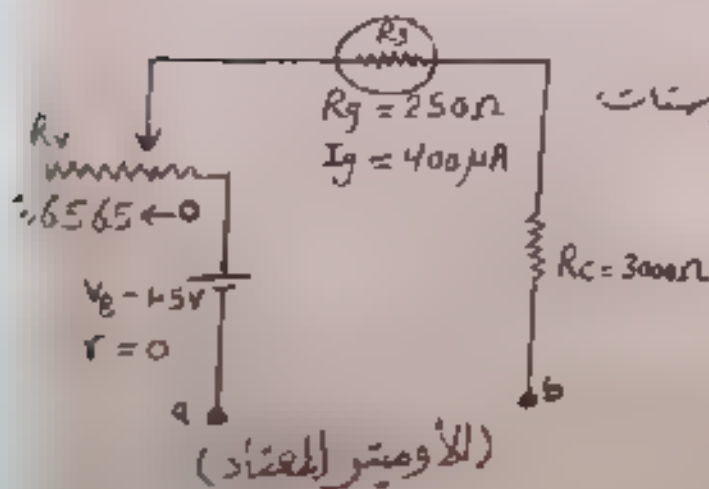 Rg
Rg = 250Ω
Ig = 400μA
Rv
6565 ← 0
Rc = 3000Ω
VB = 1.5V
r = 0
a
b
(الأوميتر المعتاد)